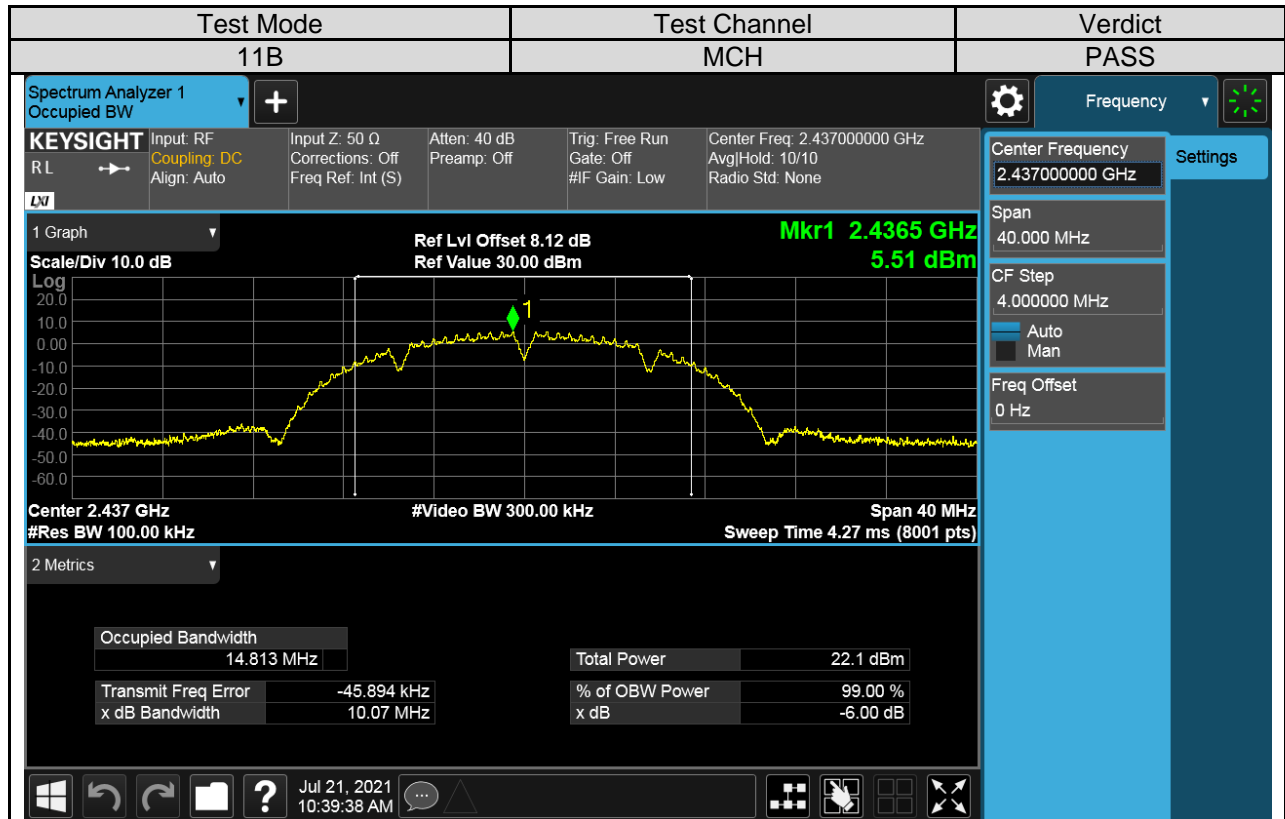 Test Mode Test Channel Verdict
11B MCH PASS
Spectrum Analyzer 1
Occupied BW
+
Frequency
KEYSIGHT Input: RF Input Z: 50 Ω Atten: 40 dB Trig: Free Run Center Freq: 2.437000000 GHz
RL Coupling: DC Corrections: Off Preamp: Off Gate: Off Avg|Hold: 10/10
Align: Auto Freq Ref: Int (S) #IF Gain: Low Radio Std: None
LXI
Center Frequency
2.437000000 GHz
Settings
Span
40.000 MHz
CF Step
4.000000 MHz
Auto
Man
Freq Offset
0 Hz
1 Graph Ref Lvl Offset 8.12 dB Mkr1 2.4365 GHz
Scale/Div 10.0 dB Ref Value 30.00 dBm 5.51 dBm
Log
20.0
10.0
0.00
-10.0
-20.0
-30.0
-40.0
-50.0
-60.0
1
Center 2.437 GHz #Video BW 300.00 kHz Span 40 MHz
#Res BW 100.00 kHz Sweep Time 4.27 ms (8001 pts)
2 Metrics
Occupied Bandwidth
14.813 MHz Total Power 22.1 dBm
Transmit Freq Error -45.894 kHz % of OBW Power 99.00 %
x dB Bandwidth 10.07 MHz x dB -6.00 dB
? Jul 21, 2021
10:39:38 AM